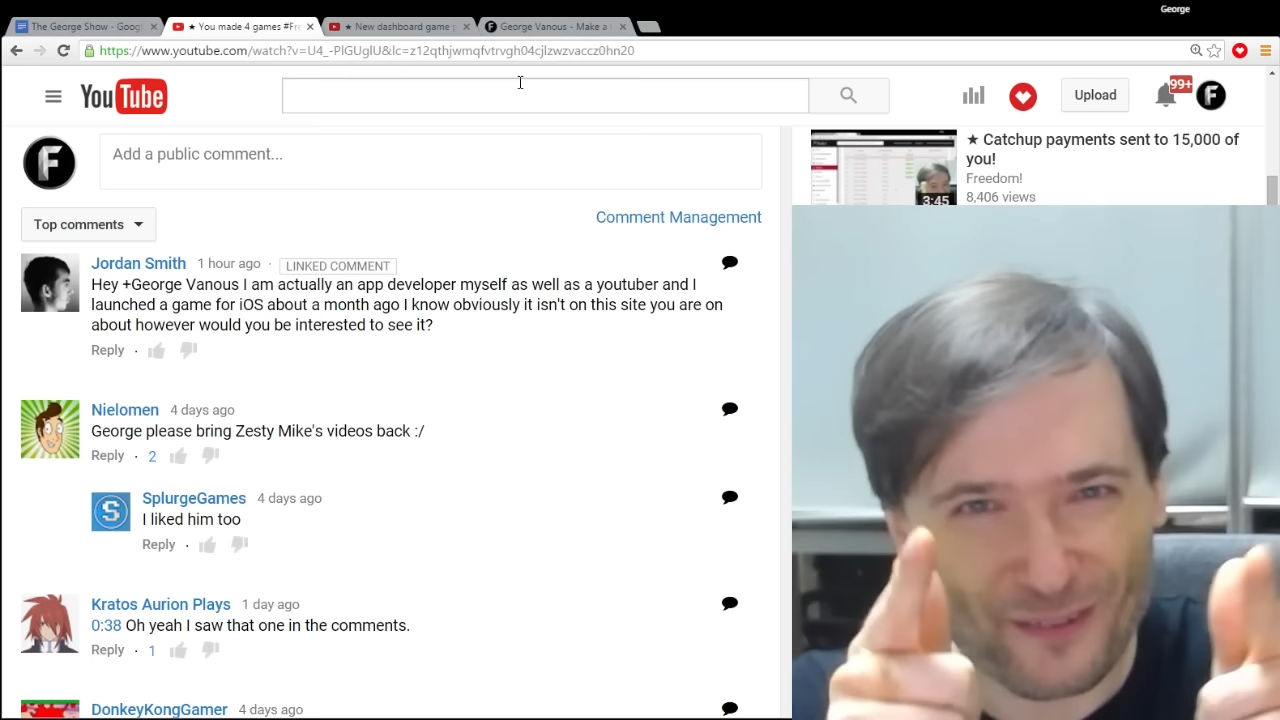 George
The George Show - Goog
★ You made 4 games #Fr
★ New dashboard game p
George Vanous - Make a
https://www.youtube.com/watch?v=U4_-PlGUglU&lc=z12qthjwmqfvtrvgh04cjlzwzvaccz0hn20
YouTube
Upload
99+
F
F
Add a public comment...
★ Catchup payments sent to 15,000 of
you!
Freedom!
8,406 views
3:45
Top comments
Comment Management
Jordan Smith 1 hour ago · LINKED COMMENT
Hey +George Vanous I am actually an app developer myself as well as a youtuber and I
launched a game for iOS about a month ago I know obviously it isn't on this site you are on
about however would you be interested to see it?
Reply ·
Nielomen 4 days ago
George please bring Zesty Mike's videos back :/
Reply · 2
SplurgeGames 4 days ago
S
I liked him too
Reply ·
Kratos Aurion Plays 1 day ago
0:38 Oh yeah I saw that one in the comments.
Reply · 1
DonkeyKongGamer 4 days ago